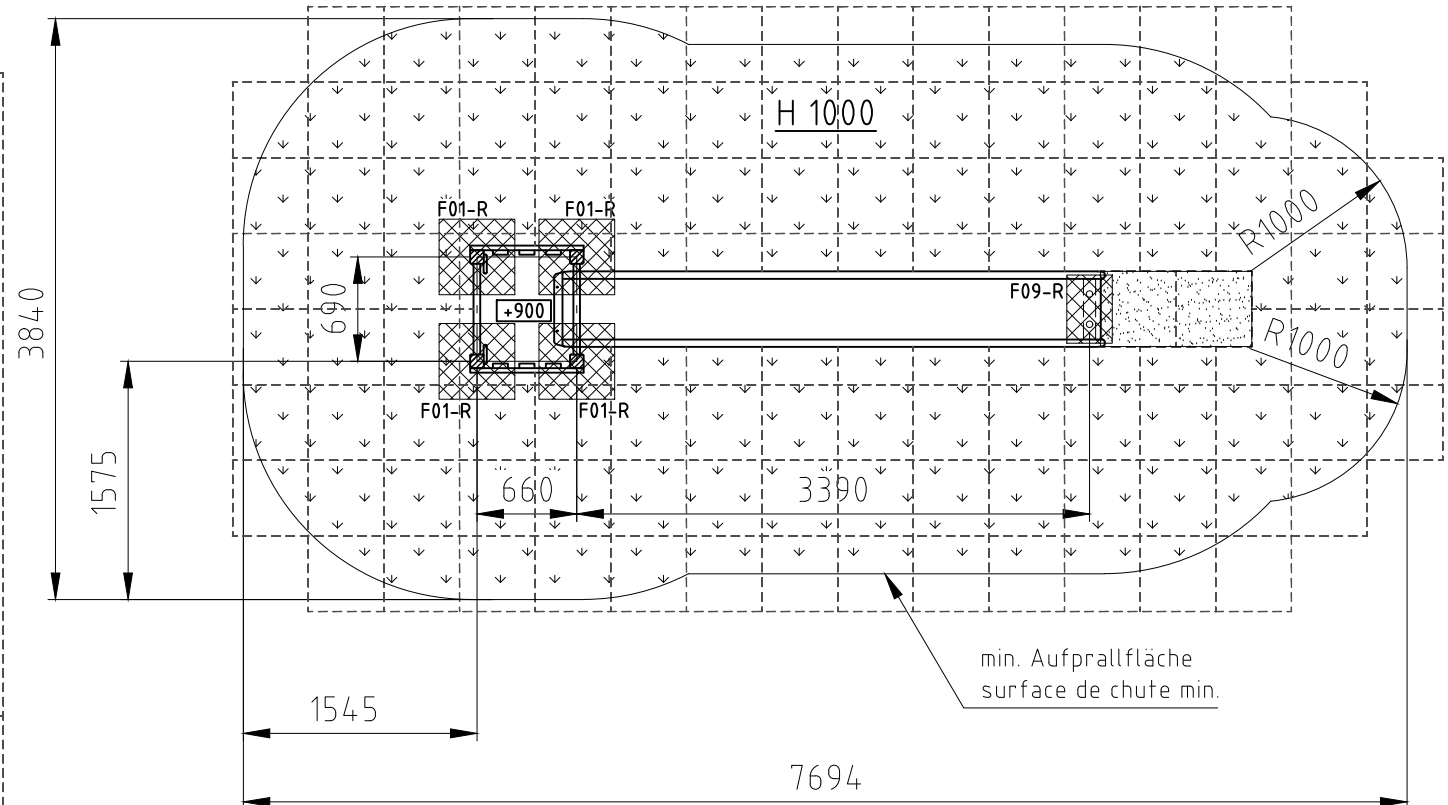 H 1000
F01-R
F01-R
R1000
3840
690
+900
F09-R
R1000
F01-R
F01-R
1575
660
3390
min. Aufprallfläche
surface de chute min.
1545
7694